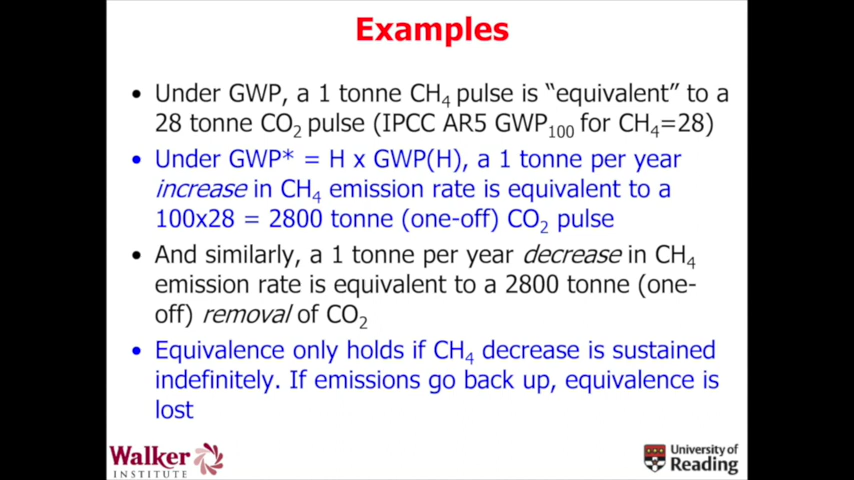 Examples
• Under GWP, a 1 tonne CH₄ pulse is “equivalent” to a
28 tonne CO₂ pulse (IPCC AR5 GWP₁₀₀ for CH₄=28)
• Under GWP* = H x GWP(H), a 1 tonne per year
increase in CH₄ emission rate is equivalent to a
100x28 = 2800 tonne (one-off) CO₂ pulse
• And similarly, a 1 tonne per year decrease in CH₄
emission rate is equivalent to a 2800 tonne (one-
off) removal of CO₂
• Equivalence only holds if CH₄ decrease is sustained
indefinitely. If emissions go back up, equivalence is
lost
Walker
INSTITUTE
University of
Reading